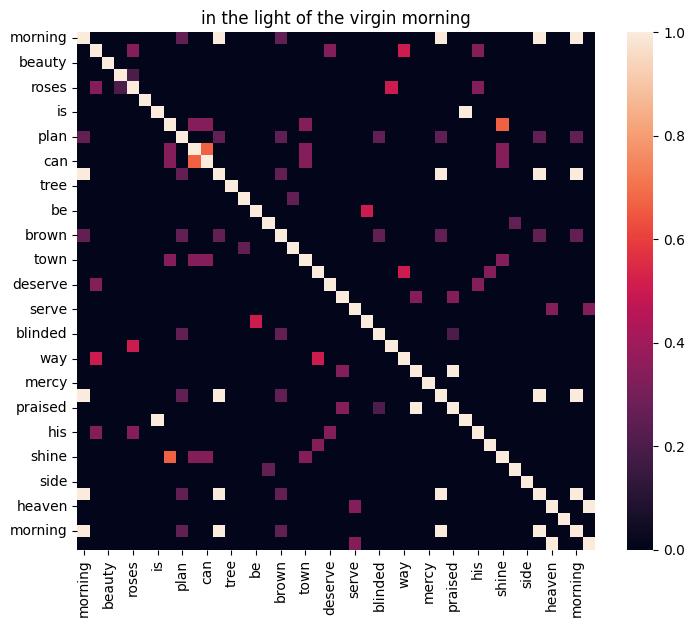 in the light of the virgin morning
morning
beauty
roses
is
plan
can
tree
be
brown
town
deserve
serve
blinded
way
mercy
praised
his
shine
side
heaven
morning
1.0
0.8
0.6
0.4
0.2
0.0
morning
beauty
roses
is
plan
can
tree
be
brown
town
deserve
serve
blinded
way
mercy
praised
his
shine
side
heaven
morning